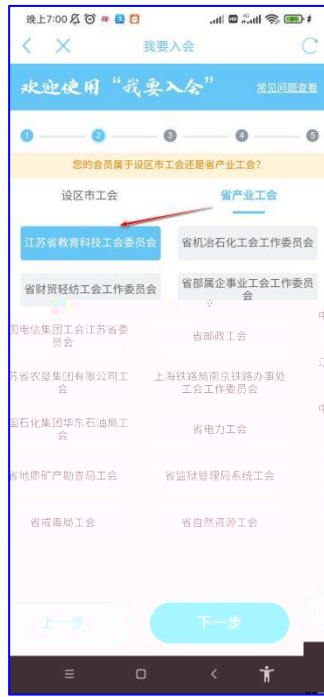 晚上7:00
我要入会
欢迎使用“我要入会”
常见问题查看
1 2 3 4 5
您的会员属于设区市工会还是省产业工会?
设区市工会 省产业工会
江苏省教育科技工会委员会 省机冶石化工会工作委员会
省财贸轻纺工会工作委员会 省部属企事业工会工作委员会
国电信集团工会江苏省委员会 省邮政工会
苏省农垦集团有限公司工会 上海铁路局南京铁路办事处工会工作委员会
国石化集团华东石油局工会 省电力工会
省地质矿产勘查局工会 省监狱管理局系统工会
省戒毒局工会 省自然资源工会
上一步 下一步